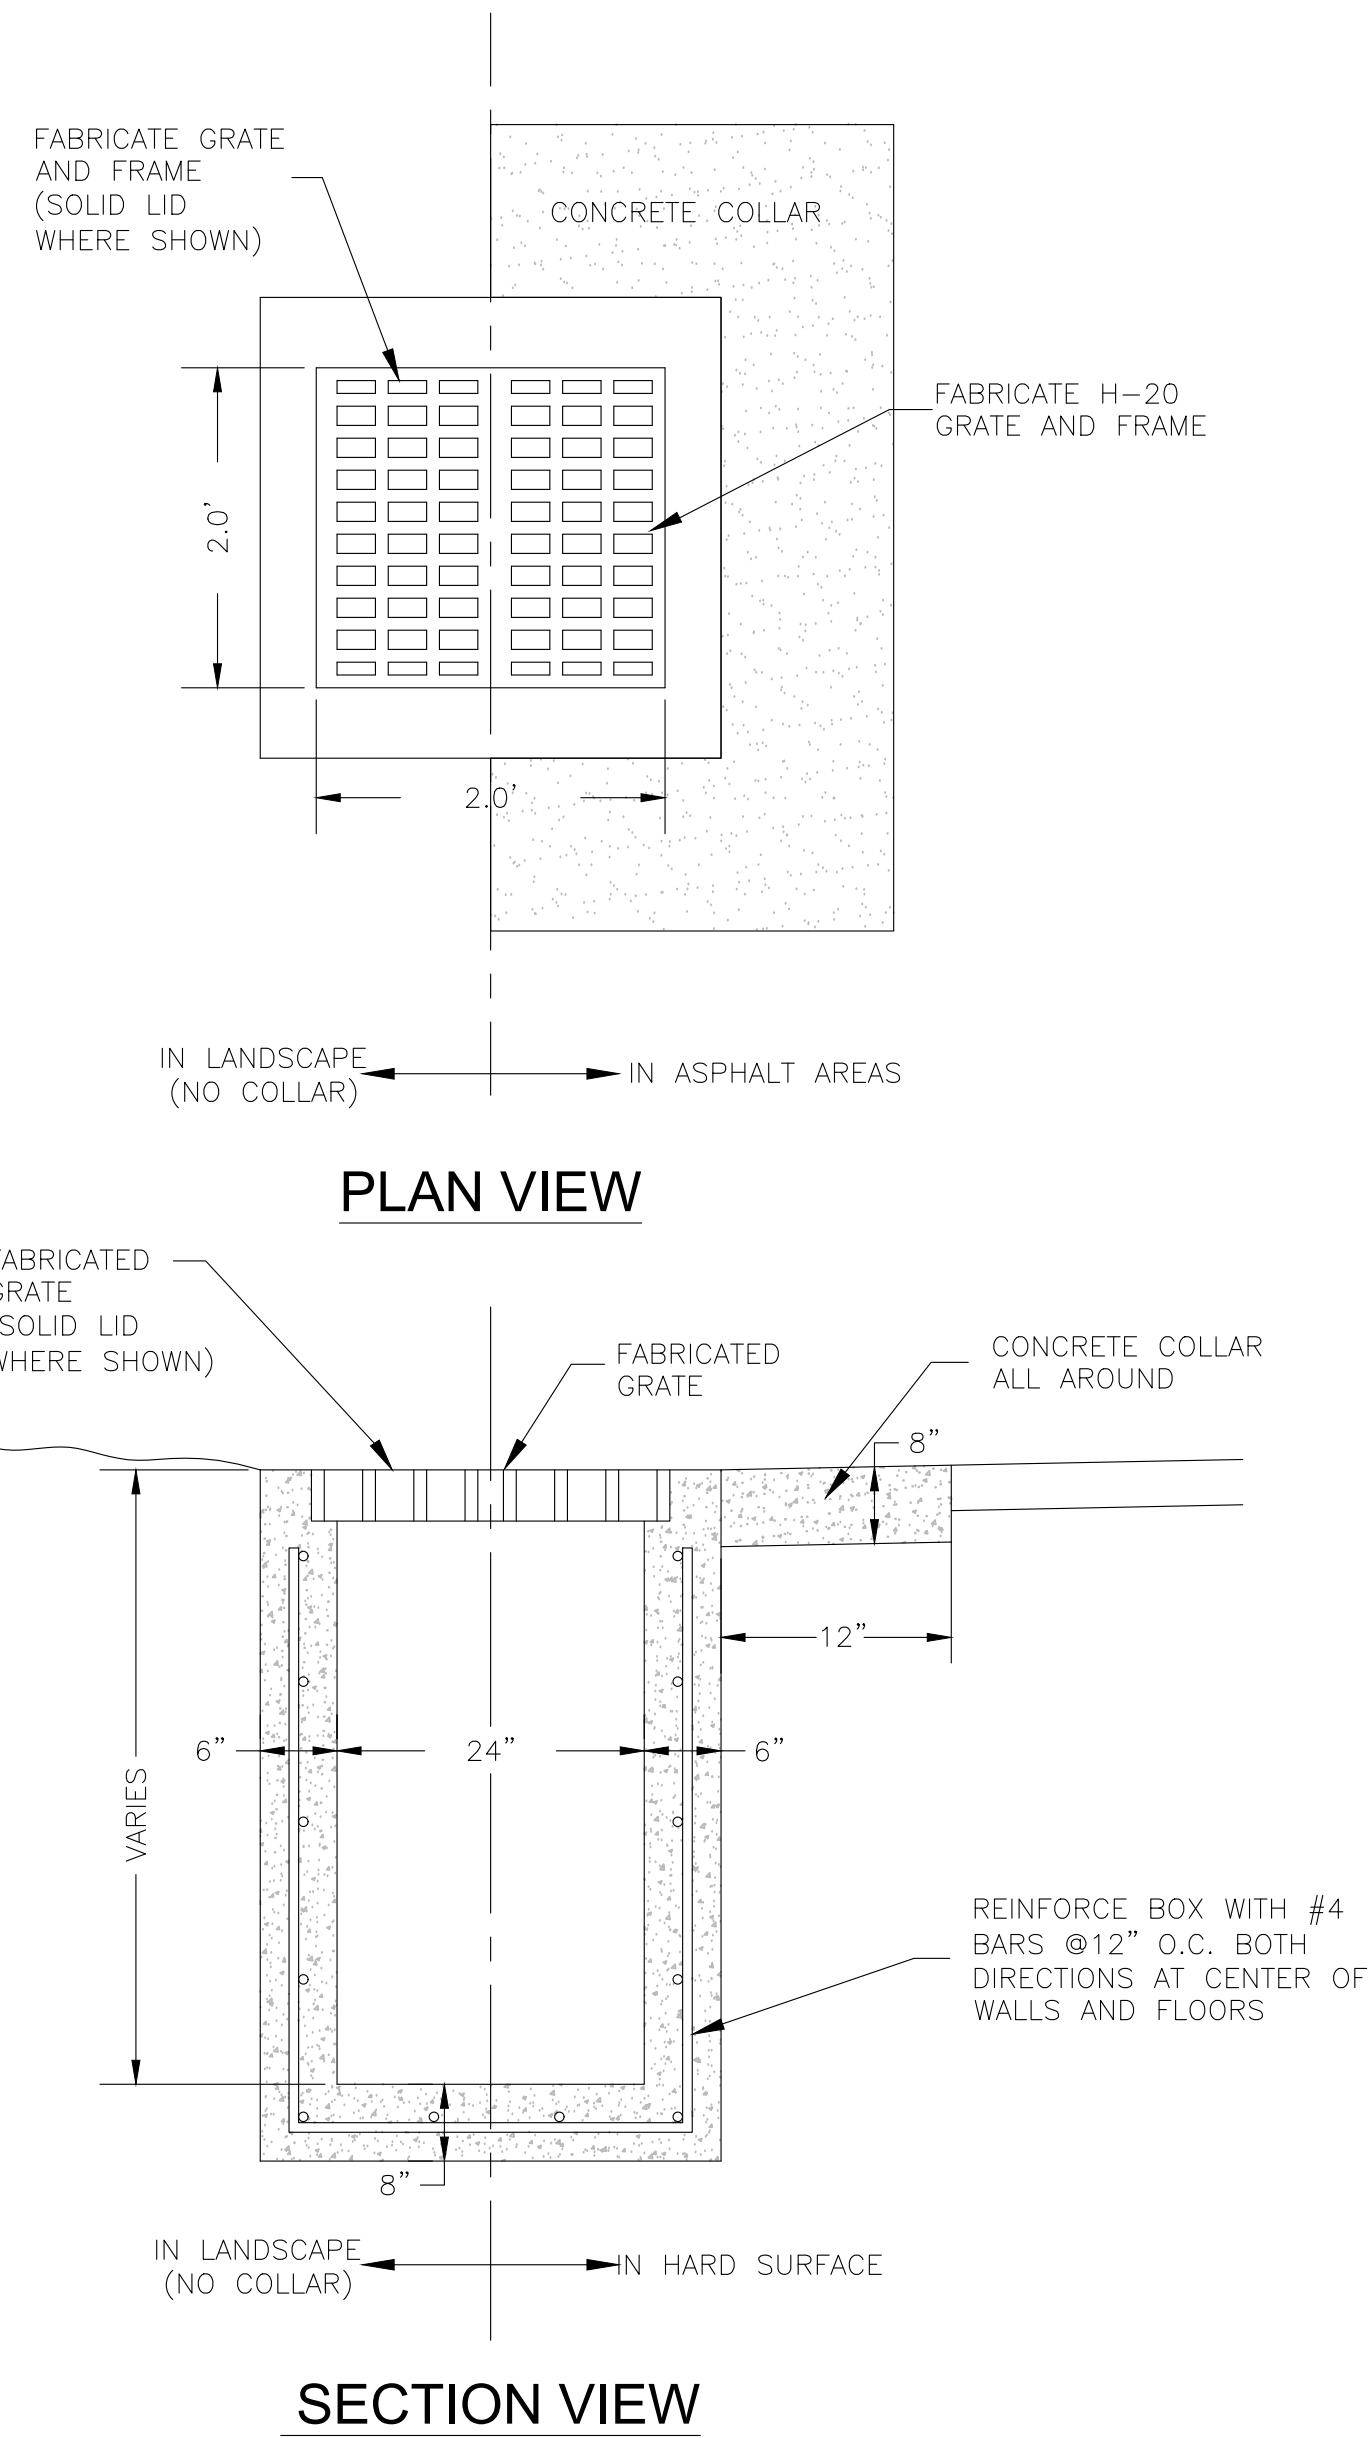 FABRICATE GRATE
AND FRAME
(SOLID LID
WHERE SHOWN)
CONCRETE COLLAR
FABRICATE H-20
GRATE AND FRAME
2.0'
2.0'
IN LANDSCAPE
(NO COLLAR)
IN ASPHALT AREAS
PLAN VIEW
FABRICATED
GRATE
SOLID LID
WHERE SHOWN)
FABRICATED
GRATE
CONCRETE COLLAR
ALL AROUND
8"
12"
6"
24"
6"
VARIES
REINFORCE BOX WITH #4
BARS @12" O.C. BOTH
DIRECTIONS AT CENTER OF
WALLS AND FLOORS
8"
IN LANDSCAPE
(NO COLLAR)
IN HARD SURFACE
SECTION VIEW